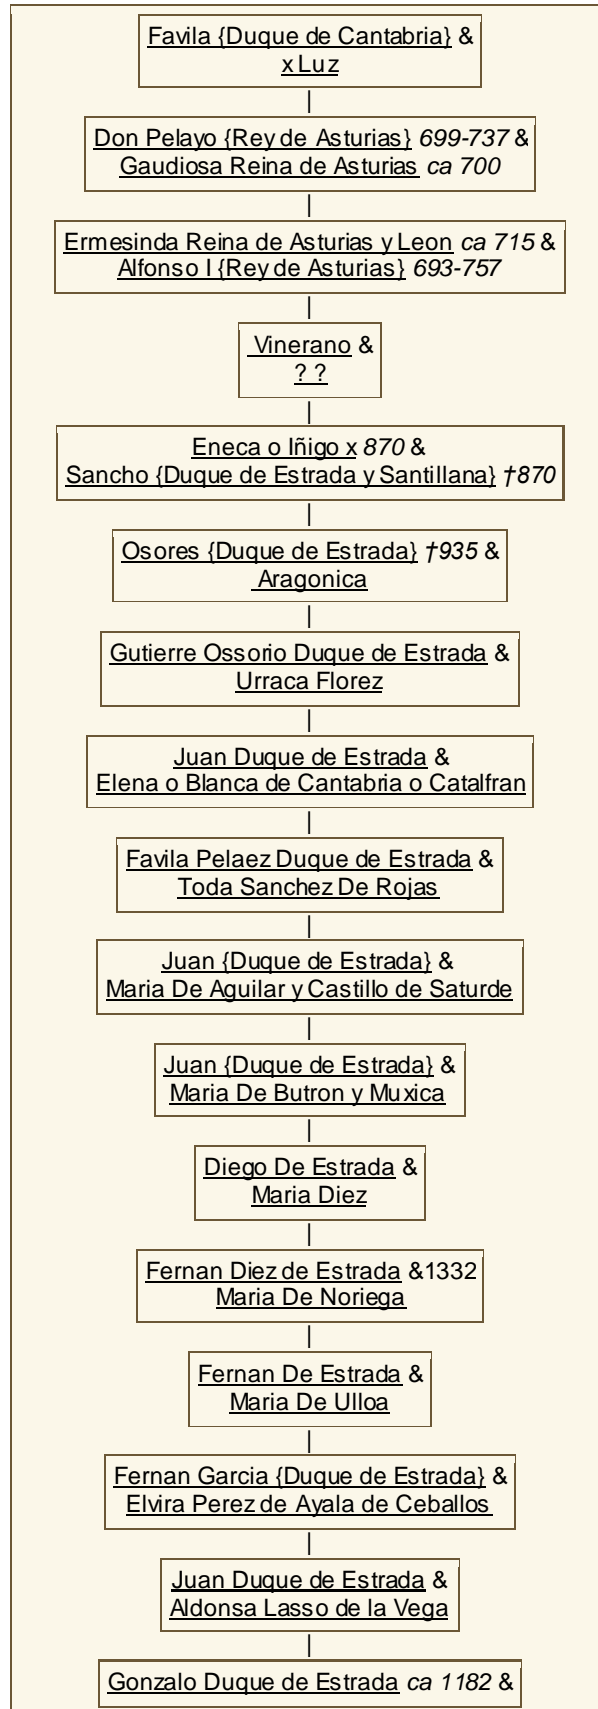 Favila {Duque de Cantabria} &
x Luz
|
Don Pelayo {Rey de Asturias} 699-737 &
Gaudiosa Reina de Asturias ca 700
|
Ermesinda Reina de Asturias y Leon ca 715 &
Alfonso I {Rey de Asturias} 693-757
|
Vinerano &
? ?
|
Eneca o Iñigo x 870 &
Sancho {Duque de Estrada y Santillana} †870
|
Osores {Duque de Estrada} †935 &
Aragonica
|
Gutierre Ossorio Duque de Estrada &
Urraca Florez
|
Juan Duque de Estrada &
Elena o Blanca de Cantabria o Catalfran
|
Favila Pelaez Duque de Estrada &
Toda Sanchez De Rojas
|
Juan {Duque de Estrada} &
Maria De Aguilar y Castillo de Saturde
|
Juan {Duque de Estrada} &
Maria De Butron y Muxica
|
Diego De Estrada &
Maria Diez
|
Fernan Diez de Estrada &1332
Maria De Noriega
|
Fernan De Estrada &
Maria De Ulloa
|
Fernan Garcia {Duque de Estrada} &
Elvira Perez de Ayala de Ceballos
|
Juan Duque de Estrada &
Aldonsa Lasso de la Vega
|
Gonzalo Duque de Estrada ca 1182 &